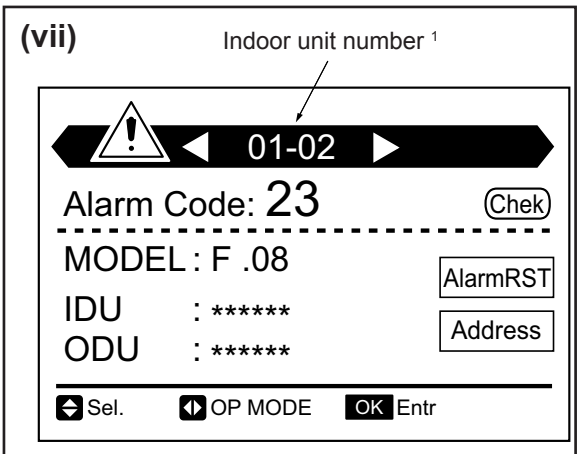 (vii)
Indoor unit number ¹
01-02
Alarm Code: 23
Chek
MODEL : F .08
AlarmRST
IDU : ******
Address
ODU : ******
Sel. OP MODE OK Entr